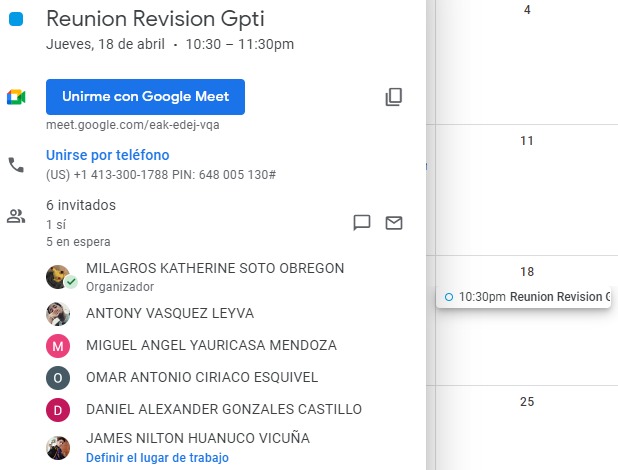 Reunion Revision Gpti
Jueves, 18 de abril • 10:30 – 11:30pm
Unirme con Google Meet
meet.google.com/eak-edej-vqa
Unirse por teléfono
(US) +1 413-300-1788 PIN: 648 005 130#
6 invitados
1 sí
5 en espera
MILAGROS KATHERINE SOTO OBREGON
Organizador
ANTONY VASQUEZ LEYVA
M MIGUEL ANGEL YAURICASA MENDOZA
O OMAR ANTONIO CIRIACO ESQUIVEL
D DANIEL ALEXANDER GONZALES CASTILLO
JAMES NILTON HUANUCO VICUÑA
Definir el lugar de trabajo
4
11
18
10:30pm Reunion Revision G
25